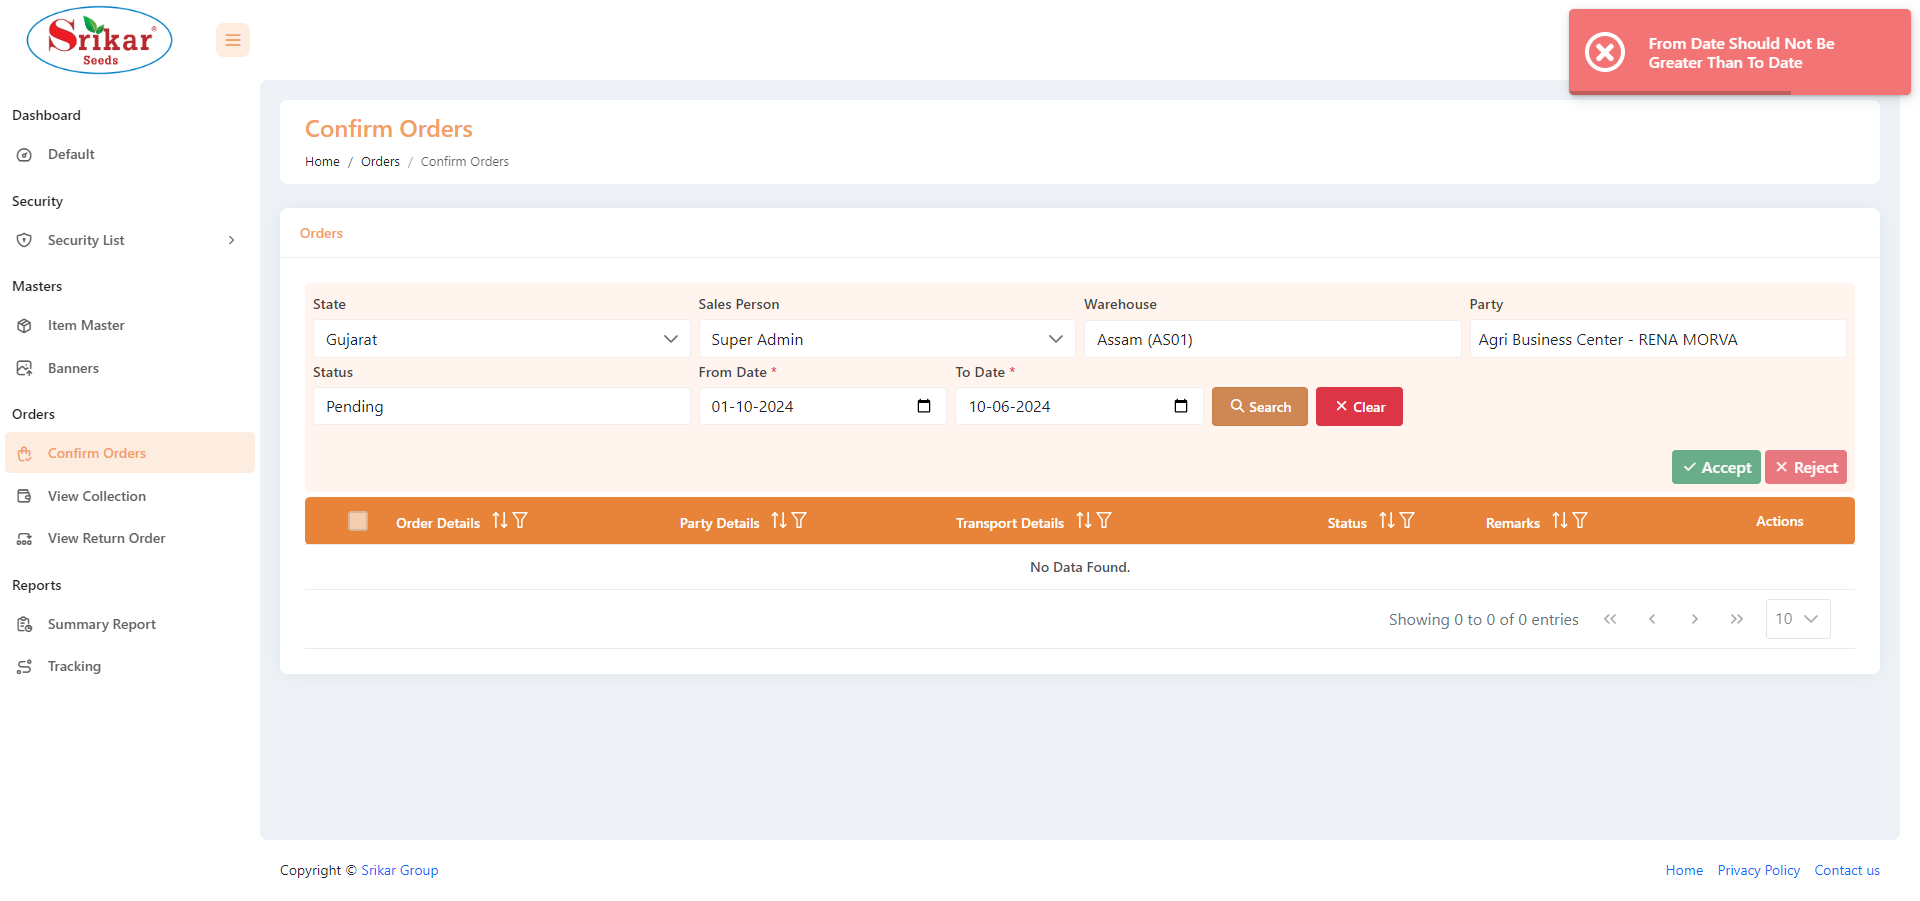 Srikar®
Seeds
From Date Should Not Be
Greater Than To Date
Dashboard
Default
Security
Security List
Masters
Item Master
Banners
Orders
Confirm Orders
View Collection
View Return Order
Reports
Summary Report
Tracking
Confirm Orders
Home / Orders / Confirm Orders
Orders
State Sales Person Warehouse Party
Gujarat Super Admin Assam (AS01) Agri Business Center - RENA MORVA
Status From Date * To Date *
Pending 01-10-2024 10-06-2024 Search Clear
Accept Reject
Order Details Party Details Transport Details Status Remarks Actions
No Data Found.
Showing 0 to 0 of 0 entries 10
Copyright © Srikar Group Home Privacy Policy Contact us